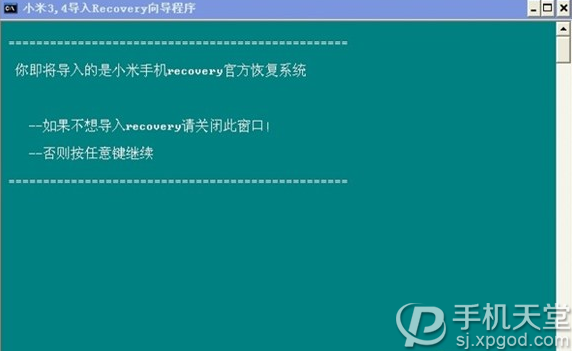 小米3,4导入Recovery向导程序
==================================================
你即将导入的是小米手机recovery官方恢复系统
--如果不想导入recovery请关闭此窗口!
--否则按任意键继续
==================================================
手机天堂
sj.xpgod.com